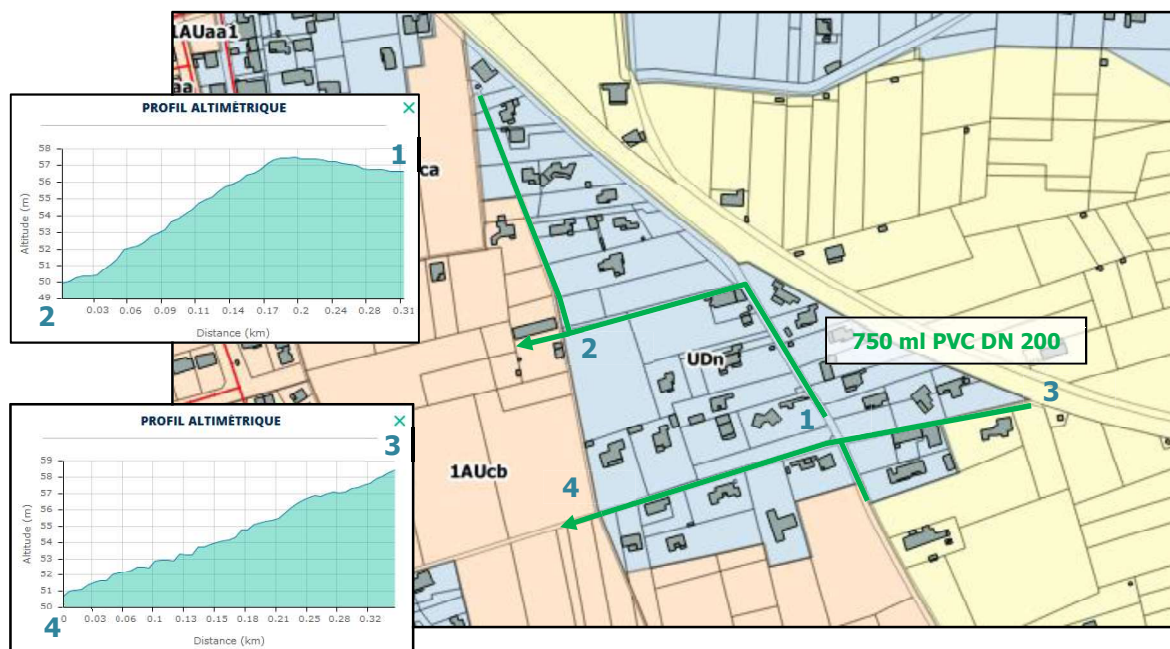 1AUaa1
aa
ca
PROFIL ALTIMÉTRIQUE
×
58
57
56
55
54
53
52
51
50
49
Altitude (m)
0.03 0.06 0.09 0.11 0.14 0.17 0.2 0.24 0.28 0.31
Distance (km)
1
2
750 ml PVC DN 200
2
UDn
1
3
1AUcb
4
PROFIL ALTIMÉTRIQUE
×
59
58
57
56
55
54
53
52
51
50
Altitude (m)
0 0.03 0.06 0.1 0.13 0.15 0.18 0.21 0.25 0.28 0.32
Distance (km)
3
4